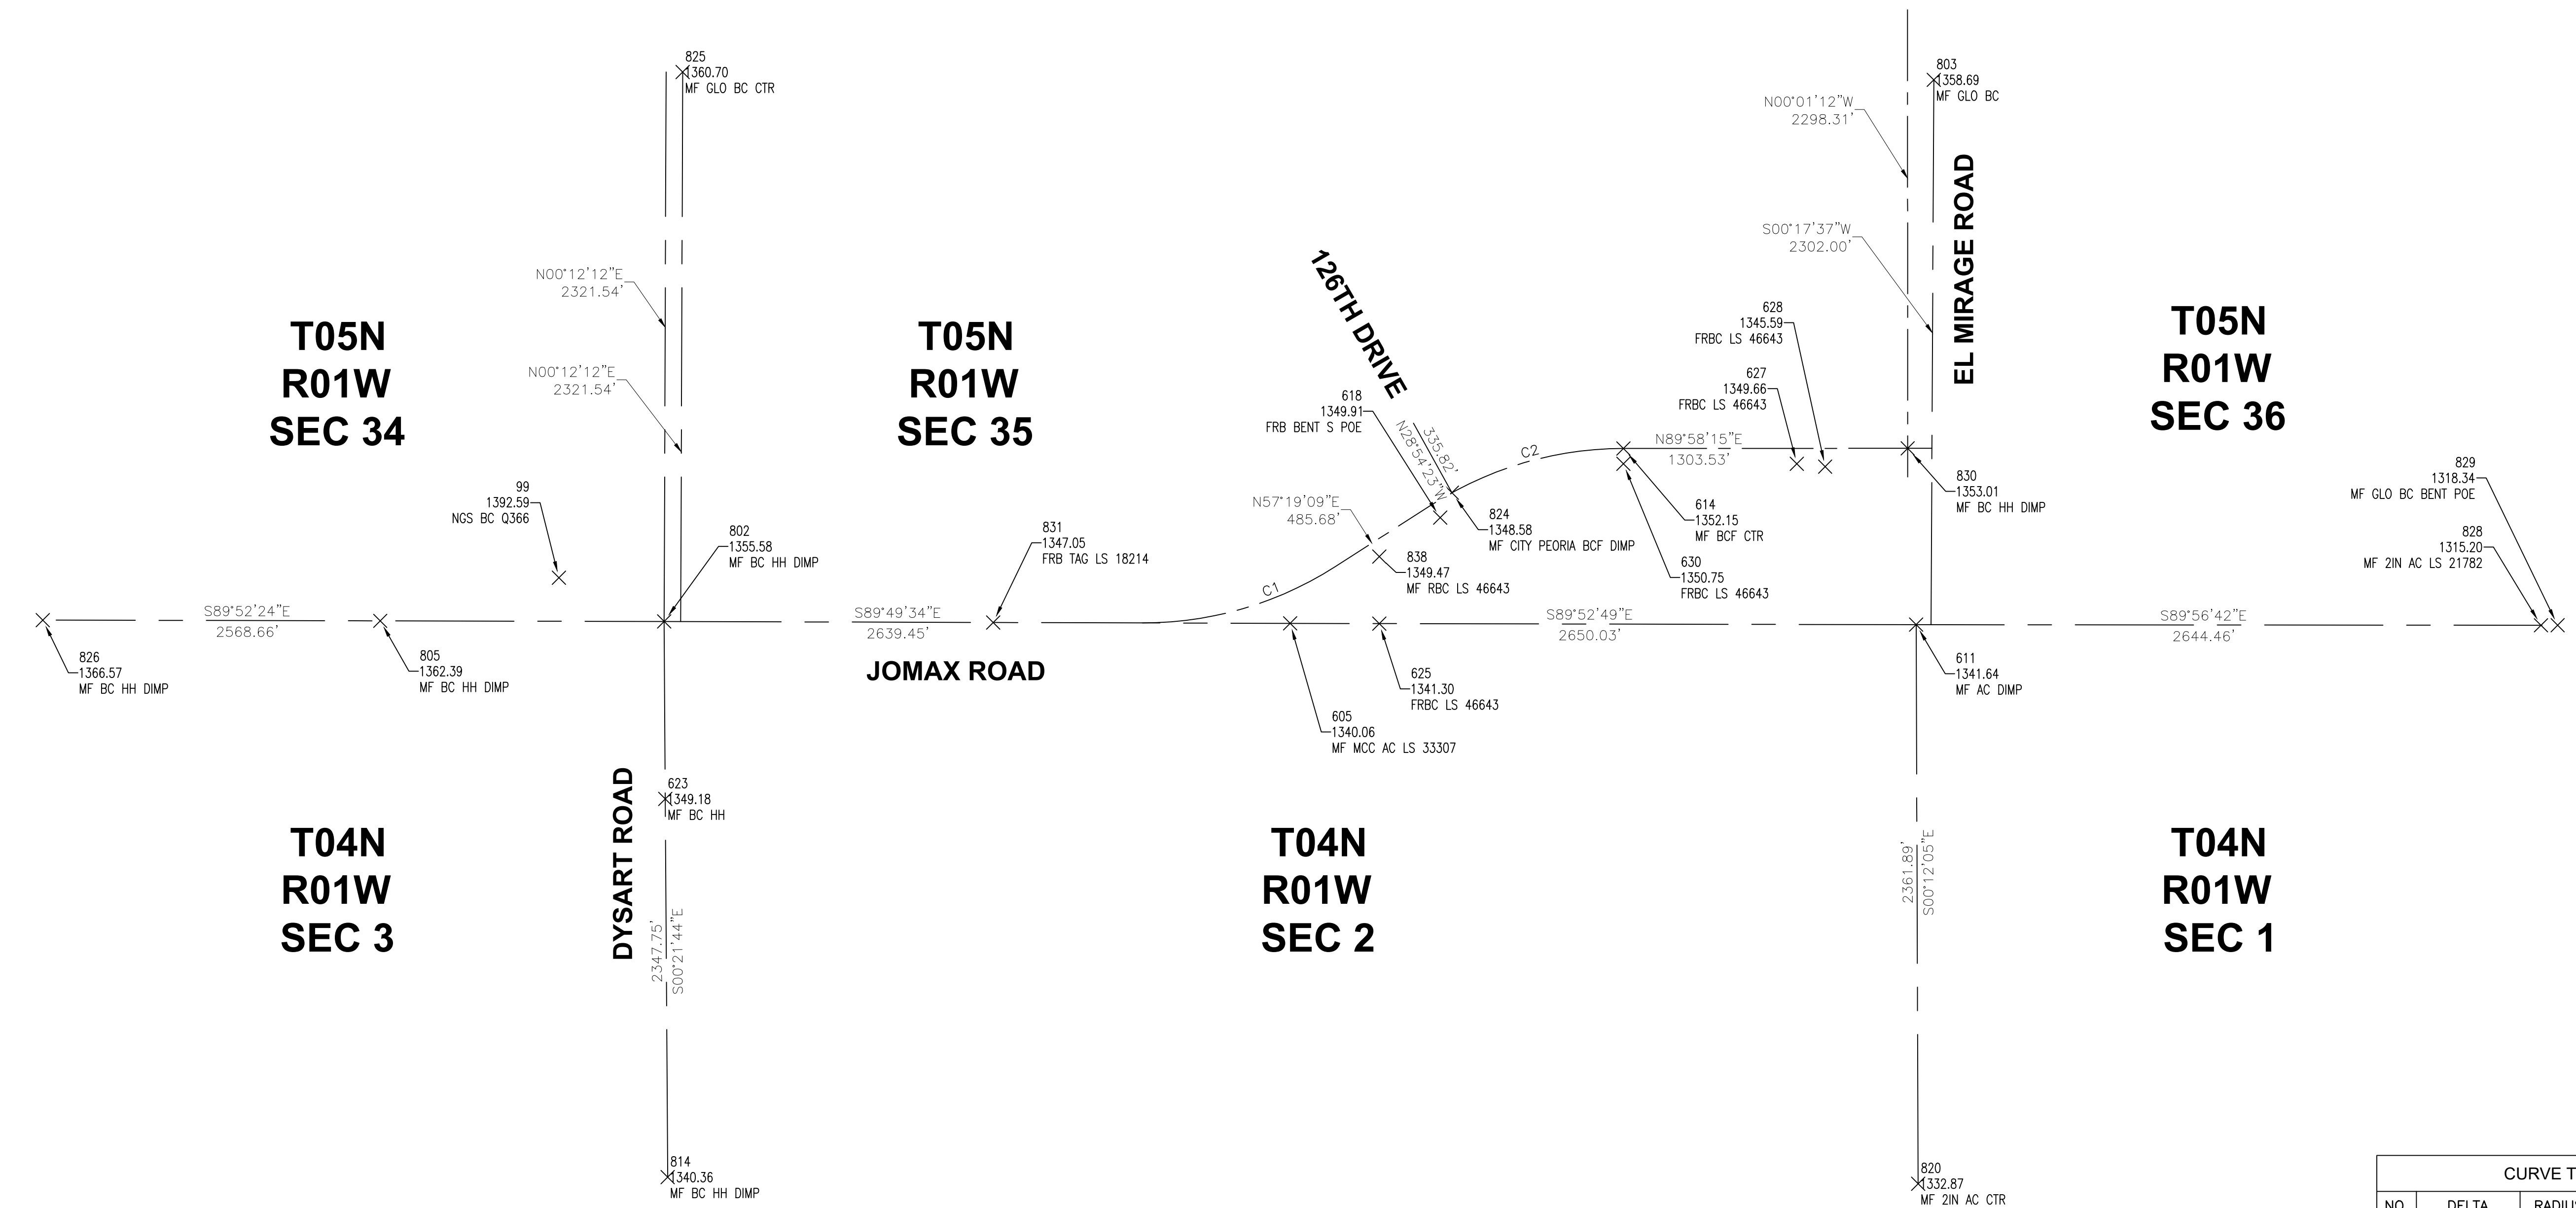 825
1360.70
MF GLO BC CTR
803
1358.69
MF GLO BC
N00°01'12"W
2298.31'
S00°17'37"W
2302.00'
EL MIRAGE ROAD
N00°12'12"E
2321.54'
N00°12'12"E
2321.54'
T05N
R01W
SEC 34
T05N
R01W
SEC 35
T05N
R01W
SEC 36
126TH DRIVE
335.82'
N28°54'23"W
618
1349.91
FRB BENT S POE
628
1345.59
FRBC LS 46643
627
1349.66
FRBC LS 46643
C2
N89°58'15"E
1303.53'
829
1318.34
MF GLO BC BENT POE
828
1315.20
MF 2IN AC LS 21782
830
1353.01
MF BC HH DIMP
99
1392.59
NGS BC Q366
802
1355.58
MF BC HH DIMP
831
1347.05
FRB TAG LS 18214
N57°19'09"E
485.68'
824
1348.58
MF CITY PEORIA BCF DIMP
614
1352.15
MF BCF CTR
838
1349.47
MF RBC LS 46643
630
1350.75
FRBC LS 46643
C1
S89°52'24"E
2568.66'
S89°49'34"E
2639.45'
S89°52'49"E
2650.03'
S89°56'42"E
2644.46'
826
1366.57
MF BC HH DIMP
805
1362.39
MF BC HH DIMP
JOMAX ROAD
625
1341.30
FRBC LS 46643
605
1340.06
MF MCC AC LS 33307
611
1341.64
MF AC DIMP
623
1349.18
MF BC HH
DYSART ROAD
2347.75'
S00°21'44"E
2361.89'
S00°12'05"E
T04N
R01W
SEC 3
T04N
R01W
SEC 2
T04N
R01W
SEC 1
814
1340.36
MF BC HH DIMP
820
1332.87
MF 2IN AC CTR
CURVE T
NO. DELTA RADIUS